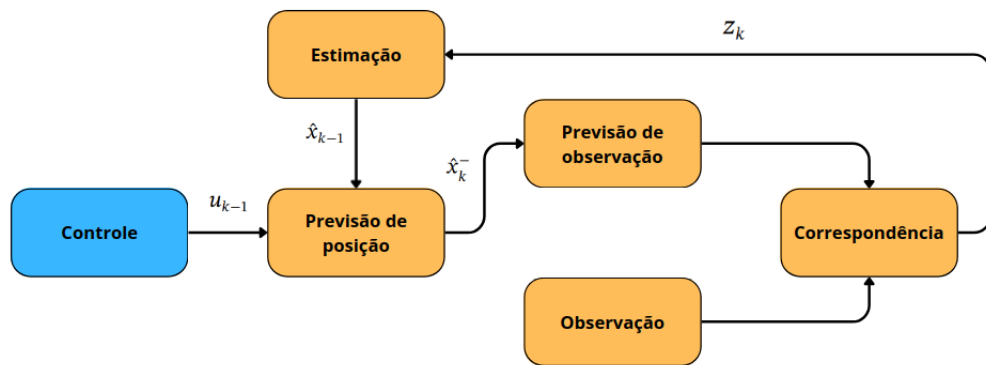 z_k
Estimação
x̂_{k−1}
Previsão de
observação
x̂_k^−
u_{k−1}
Controle
Previsão de
posição
Correspondência
Observação